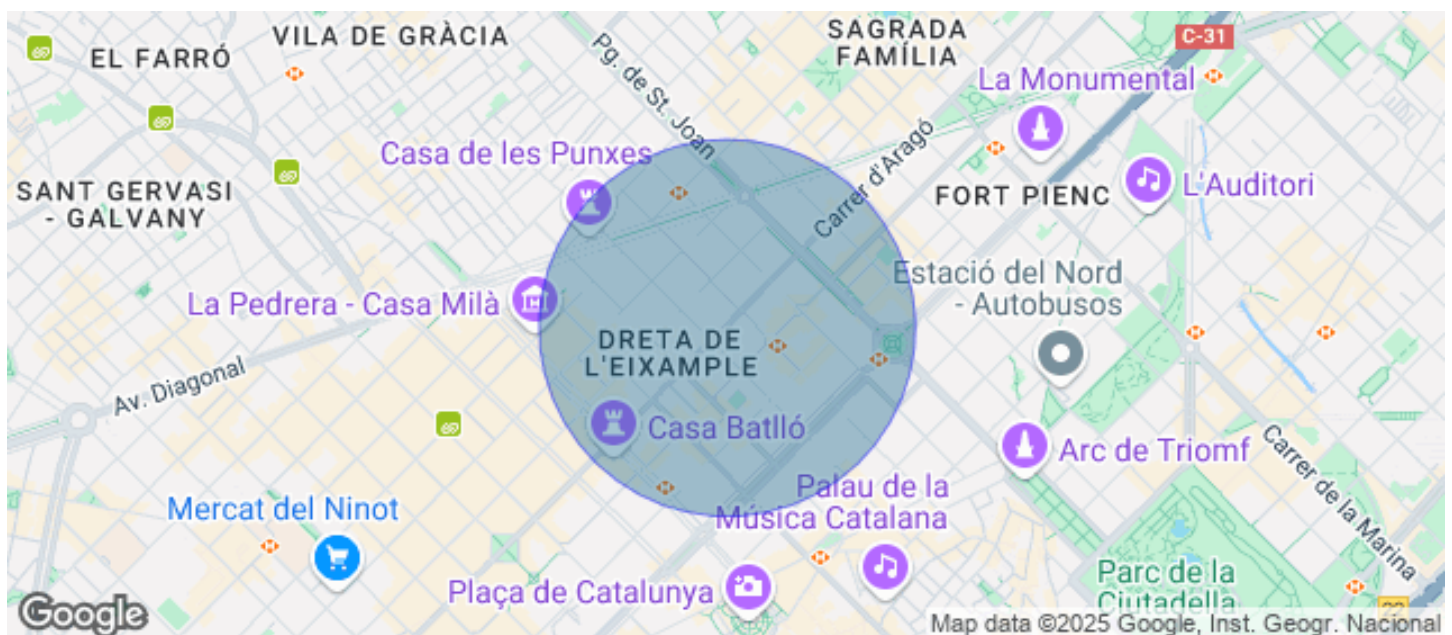 VILA DE GRÀCIA
EL FARRÓ
SAGRADA
FAMÍLIA
C-31
Pg. de St. Joan
La Monumental
Casa de les Punxes
Carrer d'Aragó
SANT GERVASI
- GALVANY
FORT PIENC
L'Auditori
Estació del Nord
- Autobusos
La Pedrera - Casa Milà
DRETA DE
L'EIXAMPLE
Av. Diagonal
Casa Batlló
Arc de Triomf
Carrer de la Marina
Mercat del Ninot
Palau de la
Música Catalana
Plaça de Catalunya
Parc de la
Ciutadella
Google
Map data ©2025 Google, Inst. Geogr. Nacional